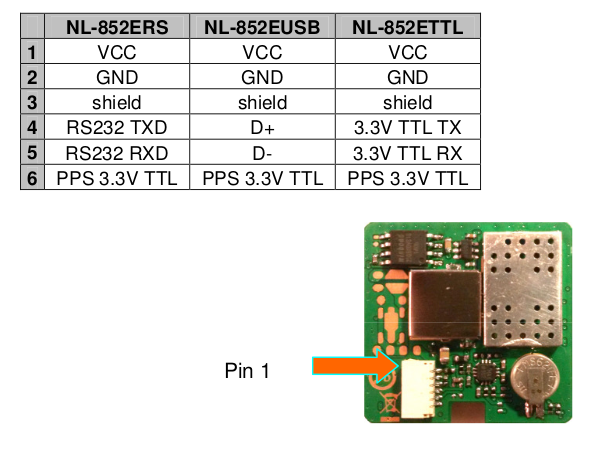 NL-852ERS NL-852EUSB NL-852ETTL
1 VCC VCC VCC
2 GND GND GND
3 shield shield shield
4 RS232 TXD D+ 3.3V TTL TX
5 RS232 RXD D- 3.3V TTL RX
6 PPS 3.3V TTL PPS 3.3V TTL PPS 3.3V TTL
Pin 1